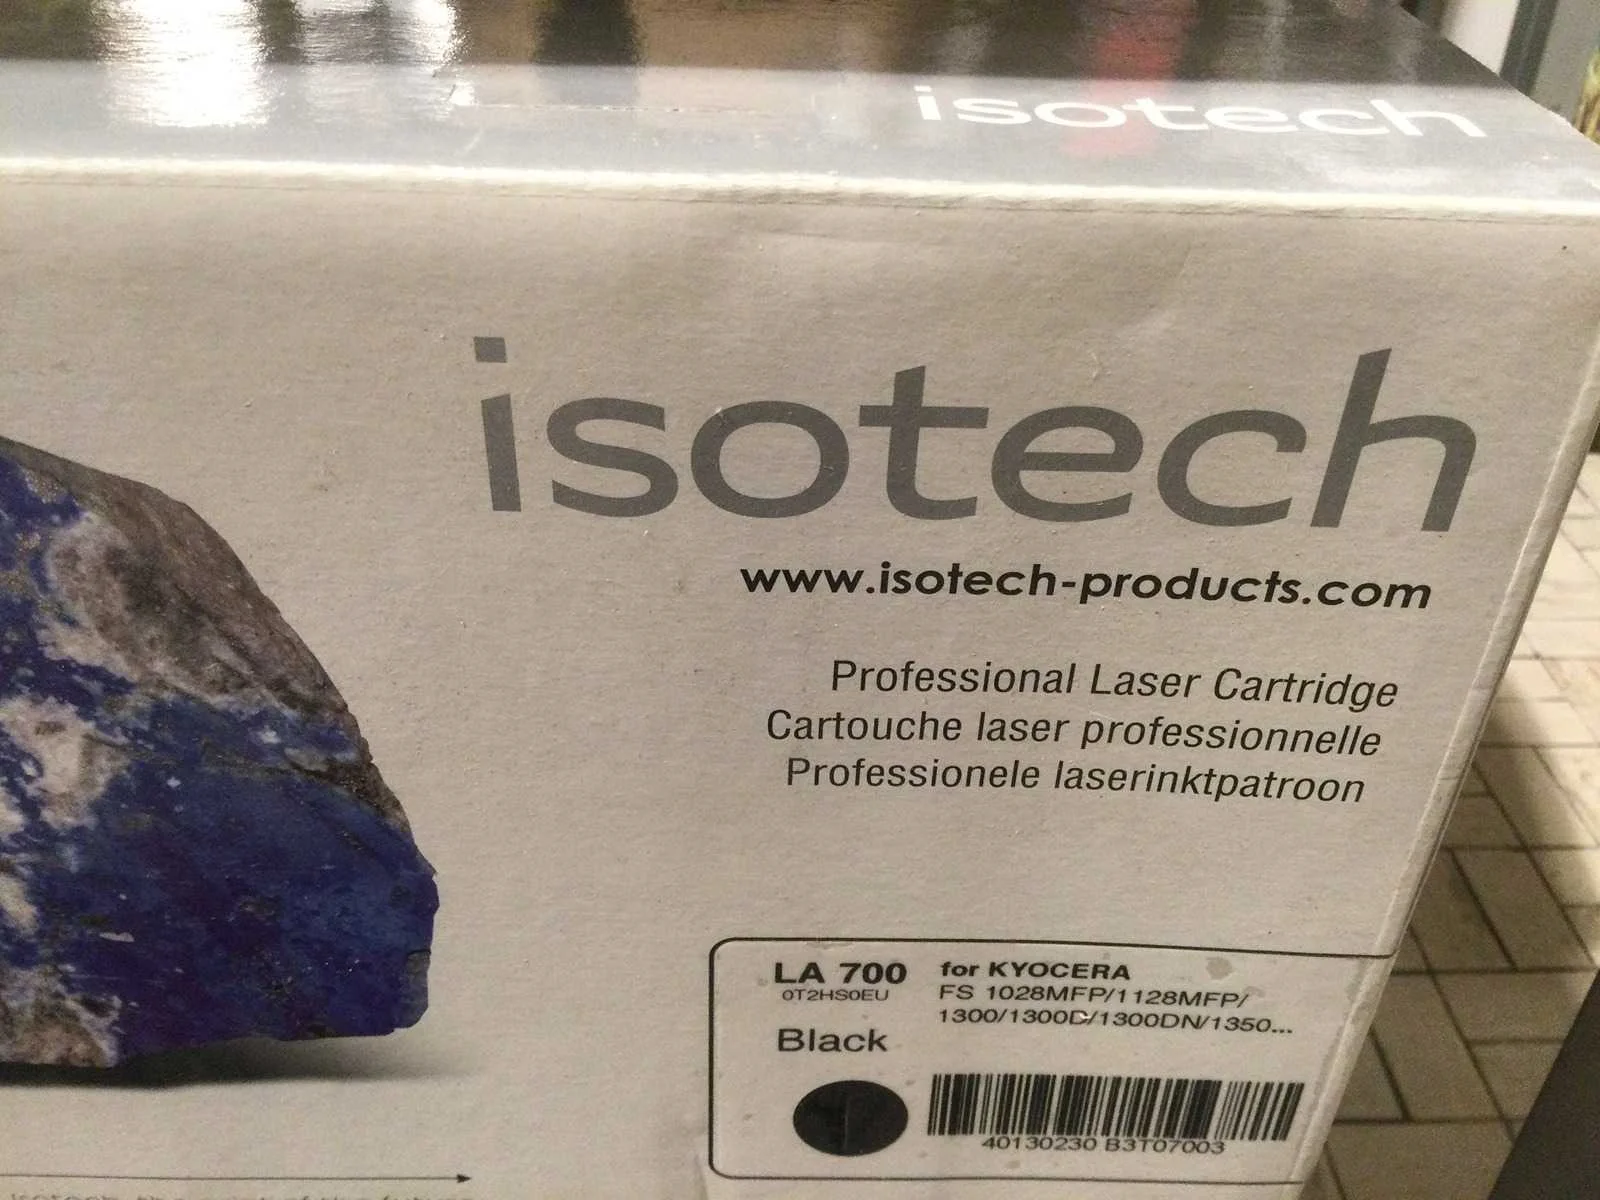 isotech
isotech
www.isotech-products.com
Professional Laser Cartridge
Cartouche laser professionnelle
Professionele laserinktpatroon
LA 700
0T2HS0EU
Black
for KYOCERA
FS 1028MFP/1128MFP/
1300/1300D/1300DN/1350...
40130230 B3T07003